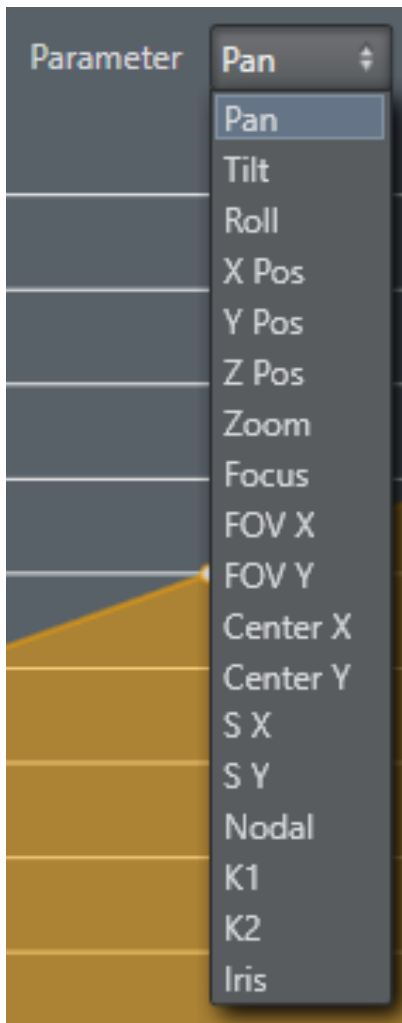 Parameter Pan
Pan
Tilt
Roll
X Pos
Y Pos
Z Pos
Zoom
Focus
FOV X
FOV Y
Center X
Center Y
S X
S Y
Nodal
K1
K2
Iris